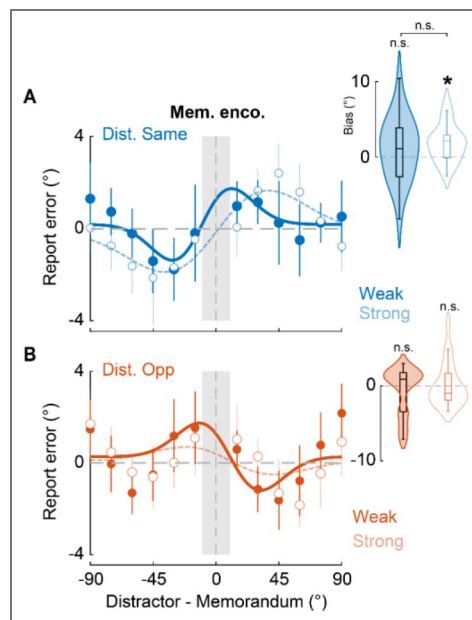 n.s.
n.s.
*
A
Mem. enco.
Dist. Same
4
0
-4
Report error (°)
10
0
Bias (°)
Weak
Strong
B
Dist. Opp
4
0
-4
Report error (°)
n.s.
n.s.
0
-10
Weak
Strong
-90
-45
0
45
90
Distractor - Memorandum (°)